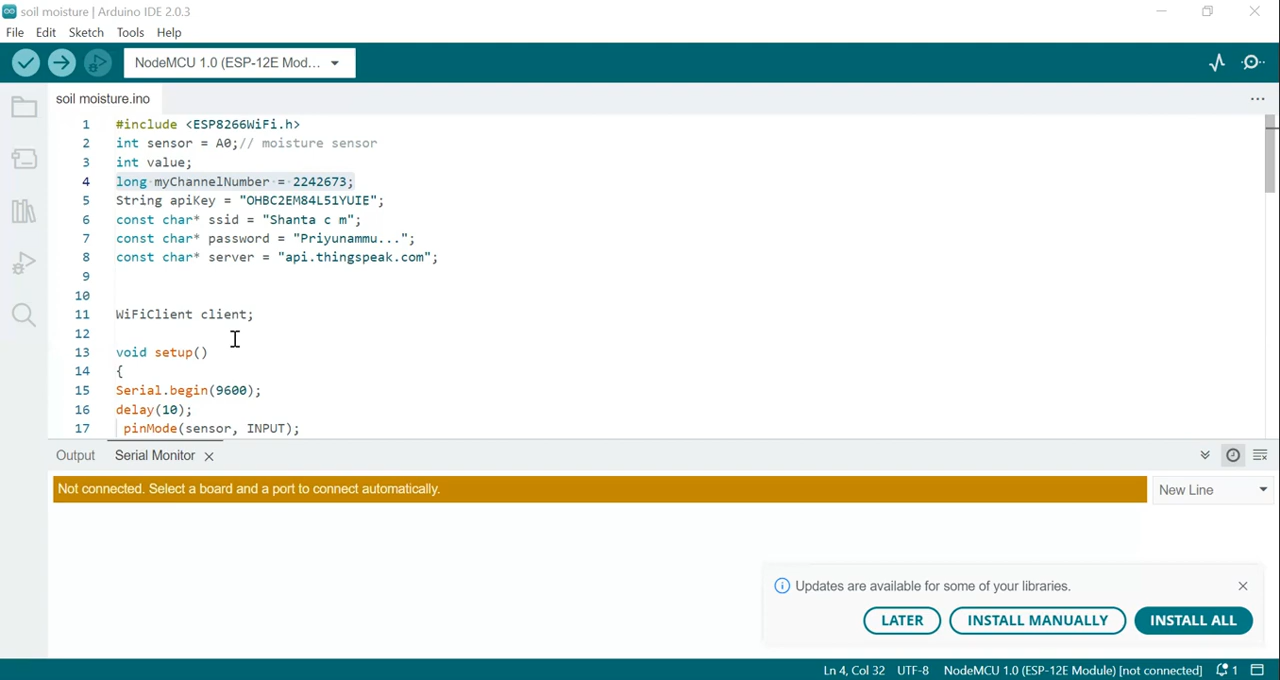 soil moisture | Arduino IDE 2.0.3
File Edit Sketch Tools Help
NodeMCU 1.0 (ESP-12E Mod...
soil moisture.ino
1 #include <ESP8266WiFi.h>
2 int sensor = A0;// moisture sensor
3 int value;
4 long myChannelNumber = 2242673;
5 String apiKey = "OHBC2EM84L51YUIE";
6 const char* ssid = "Shanta c m";
7 const char* password = "Priyunammu...";
8 const char* server = "api.thingspeak.com";
9
10
11 WiFiClient client;
12
13 void setup()
14 {
15 Serial.begin(9600);
16 delay(10);
17 pinMode(sensor, INPUT);
Output Serial Monitor
Not connected. Select a board and a port to connect automatically.
New Line
Updates are available for some of your libraries.
LATER INSTALL MANUALLY INSTALL ALL
Ln 4, Col 32 UTF-8 NodeMCU 1.0 (ESP-12E Module) [not connected] 1